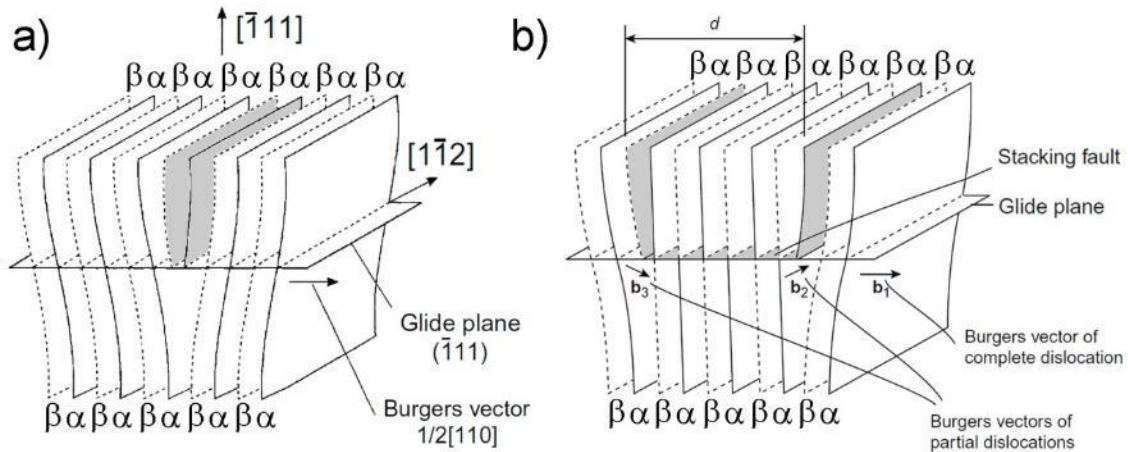 a)
[1̄11]
βαβαβαβαβαβα
[11̄2]
Glide plane
(1̄11)
Burgers vector
1/2[110]
βαβαβαβαβα
b)
d
βαβαβαβαβαβα
Stacking fault
Glide plane
b₃
b₂
b₁
Burgers vector of
complete dislocation
Burgers vectors of
partial dislocations
βαβαβαβαβα